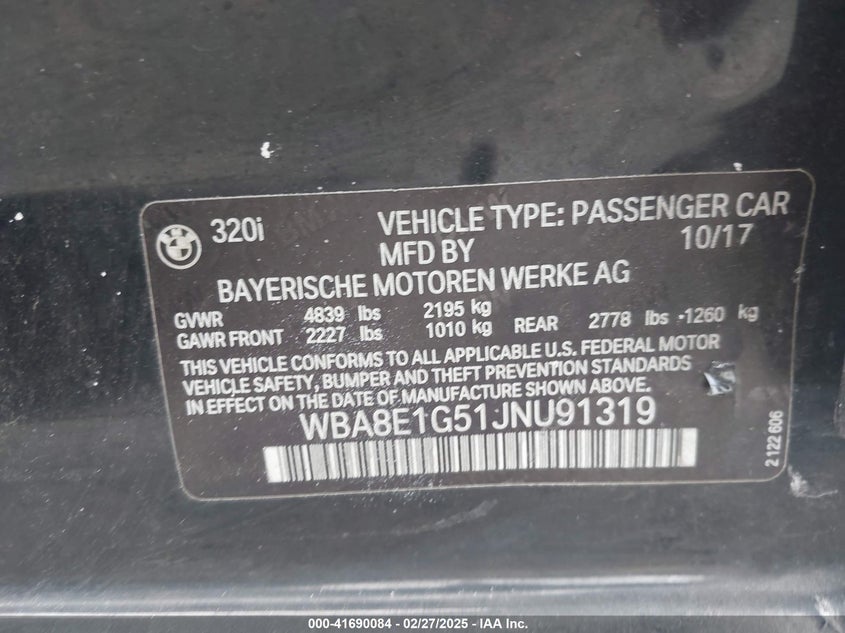 320i VEHICLE TYPE: PASSENGER CAR
MFD BY 10/17
BAYERISCHE MOTOREN WERKE AG
GVWR 4839 lbs 2195 kg
GAWR FRONT 2227 lbs 1010 kg REAR 2778 lbs -1260 kg
THIS VEHICLE CONFORMS TO ALL APPLICABLE U.S. FEDERAL MOTOR
VEHICLE SAFETY, BUMPER AND THEFT PREVENTION STANDARDS
IN EFFECT ON THE DATE OF MANUFACTURE SHOWN ABOVE.
WBA8E1G51JNU91319
2 122 606
000-41690084 - 02/27/2025 - IAA Inc.